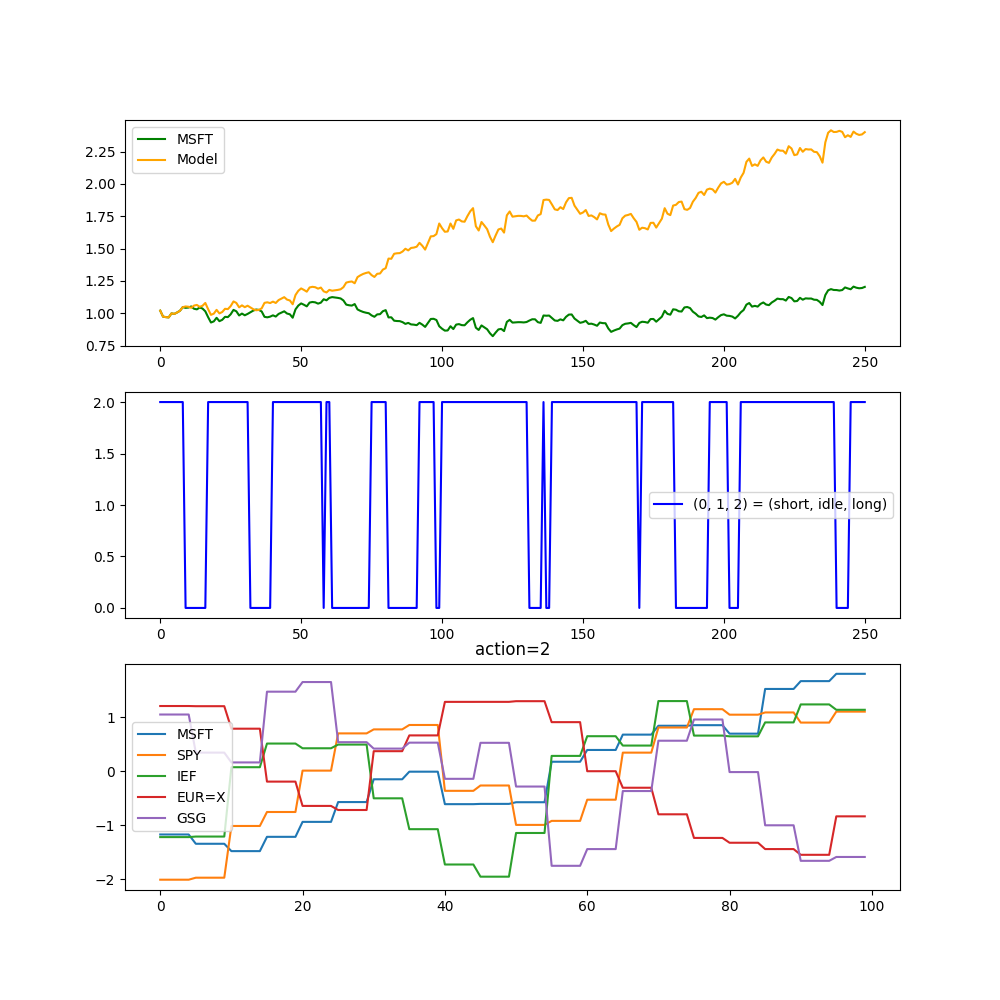 MSFT
Model
2.25
2.00
1.75
1.50
1.25
1.00
0.75
0 50 100 150 200 250
2.0
1.5
1.0
0.5
0.0
(0, 1, 2) = (short, idle, long)
0 50 100 150 200 250
action=2
1
0
−1
−2
MSFT
SPY
IEF
EUR=X
GSG
0 20 40 60 80 100